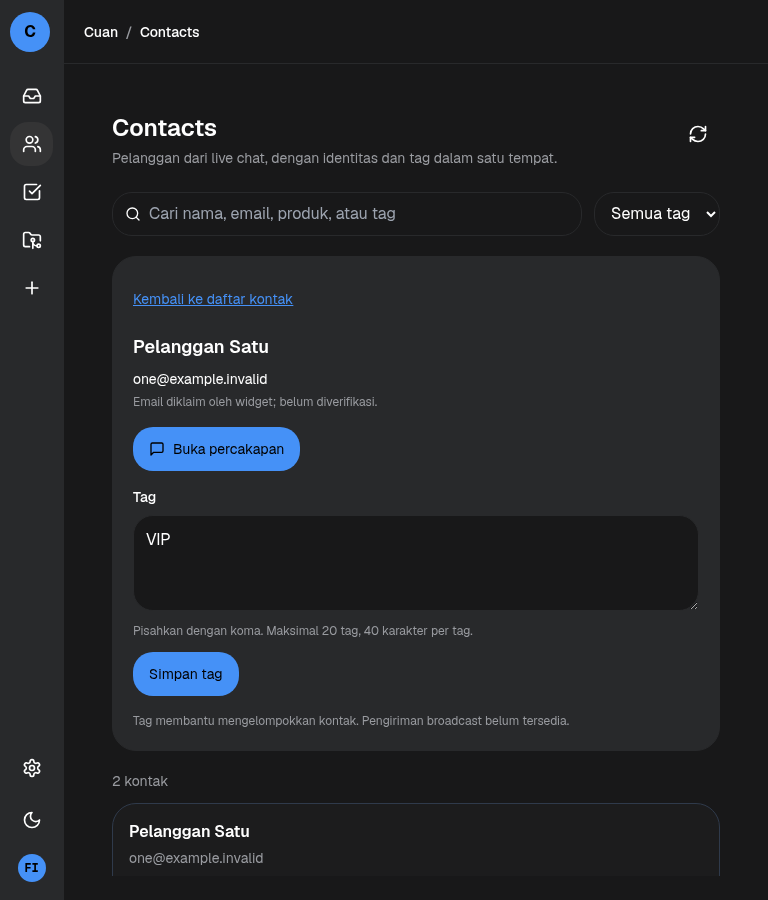 C
Cuan / Contacts
Contacts
Pelanggan dari live chat, dengan identitas dan tag dalam satu tempat.
Cari nama, email, produk, atau tag
Semua tag
Kembali ke daftar kontak
Pelanggan Satu
one@example.invalid
Email diklaim oleh widget; belum diverifikasi.
Buka percakapan
Tag
VIP
Pisahkan dengan koma. Maksimal 20 tag, 40 karakter per tag.
Simpan tag
Tag membantu mengelompokkan kontak. Pengiriman broadcast belum tersedia.
2 kontak
Pelanggan Satu
one@example.invalid
FI